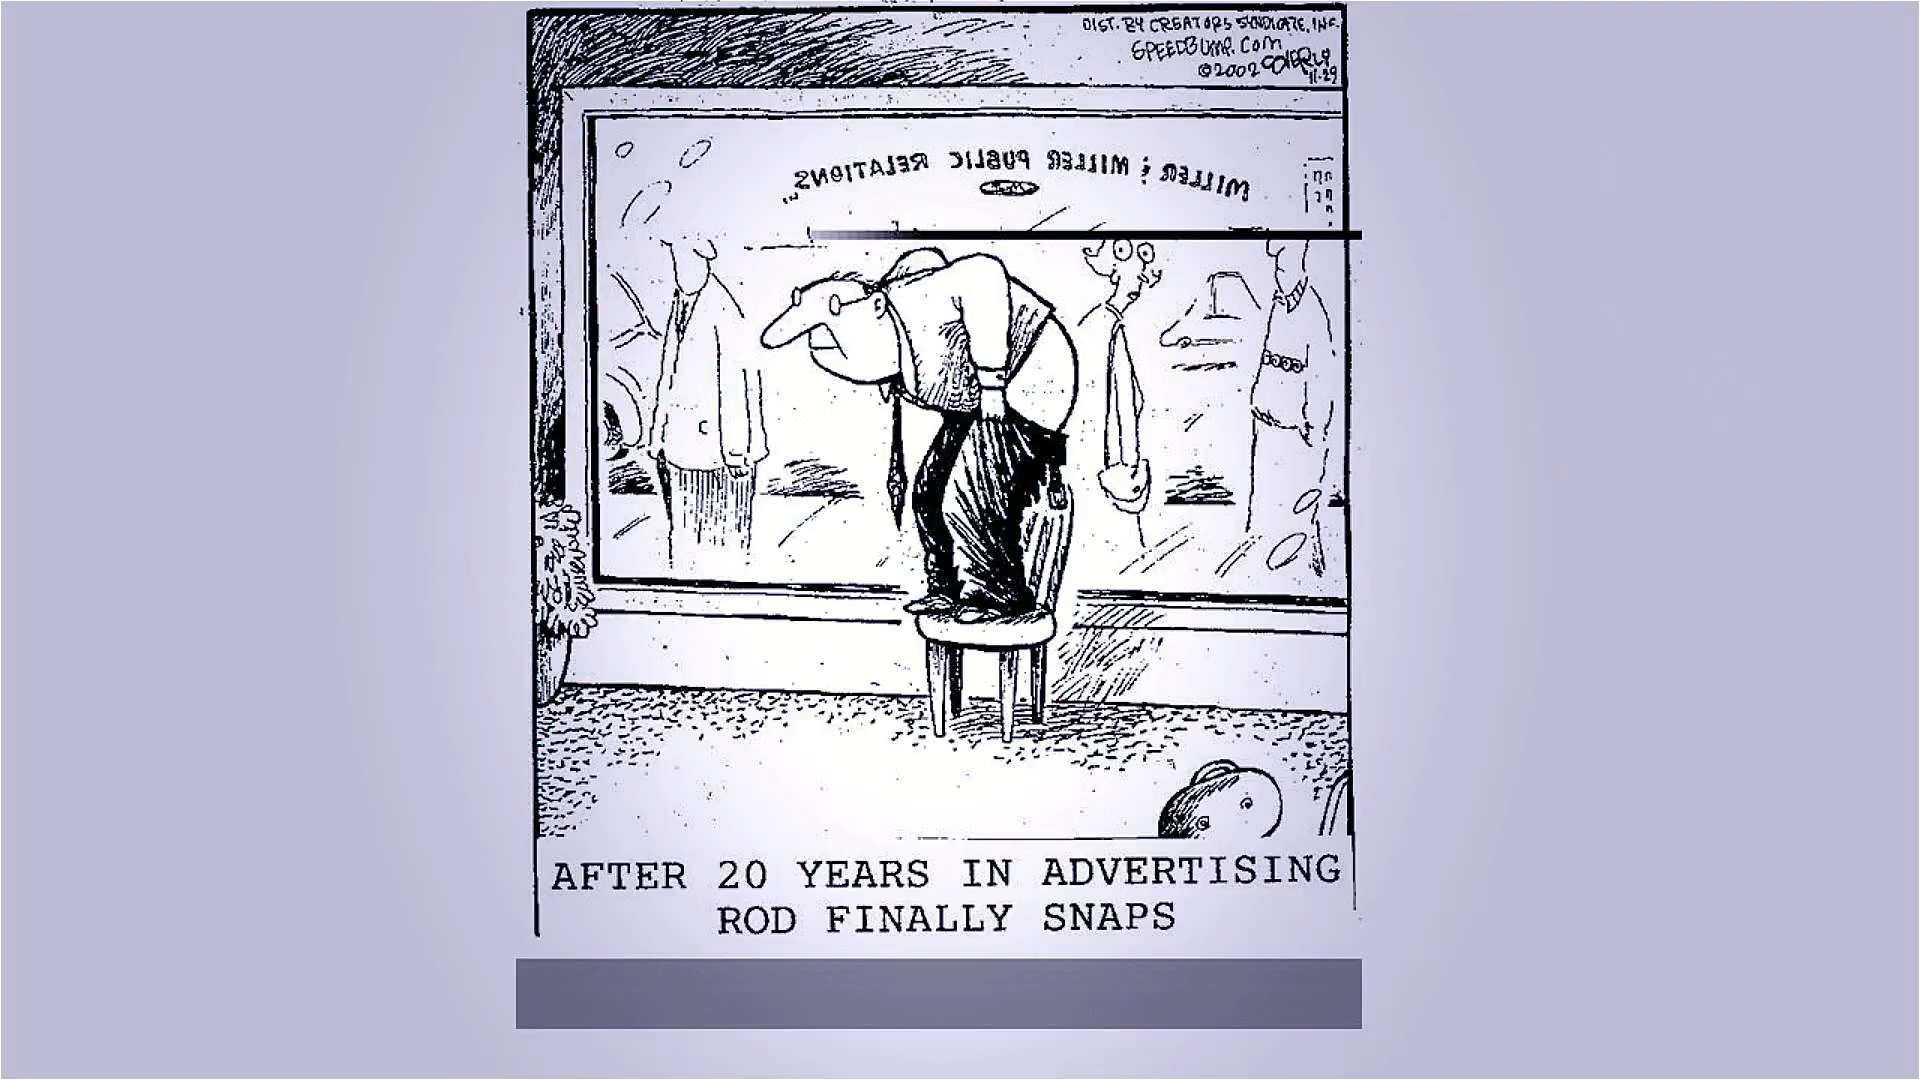 DIST. BY CREATORS SYNDICATE, INC.
SPEEDBUMP.COM
©2002 COVERLY
11-29
MILLER & MILLER PUBLIC RELATIONS
AFTER 20 YEARS IN ADVERTISING
ROD FINALLY SNAPS